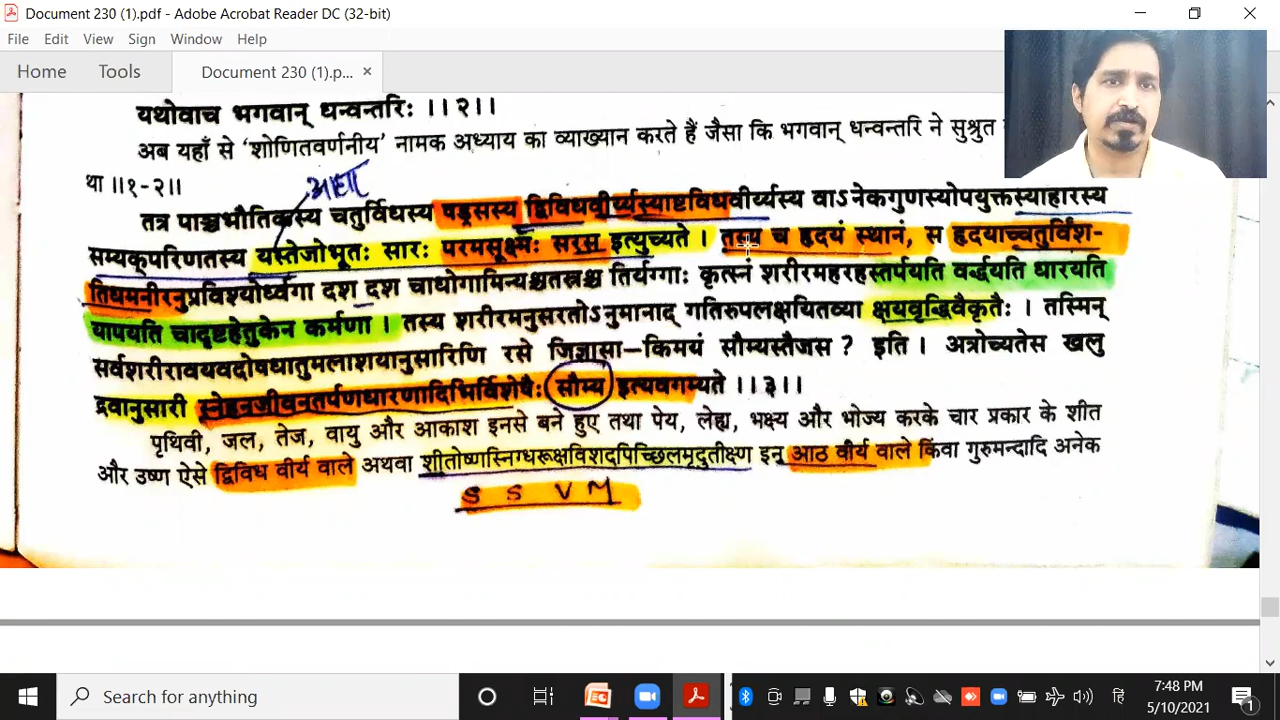 Document 230 (1).pdf - Adobe Acrobat Reader DC (32-bit)
File Edit View Sign Window Help
Home Tools Document 230 (1).p... ×
यथोवाच भगवान् धन्वन्तरिः ।।२।।
अब यहाँ से 'शोणितवर्णनीय' नामक अध्याय का व्याख्यान करते हैं जैसा कि भगवान् धन्वन्तरि ने सुश्रुत
था ।।१-२।।
तत्र पाञ्चभौतिकस्य चतुर्विधस्य षड्रसस्य द्विविधवीर्य्यस्याष्टविधवीर्य्यस्य वाऽनेकगुणस्योपयुक्तस्याहारस्य
सम्यक्परिणतस्य यस्तेजोभूतः सारः परमसूक्ष्मः सरस इत्युच्यते । तस्य च हृदयं स्थानं, स हृदयाच्चतुर्विंश-
तिधमनीरनुप्रविश्योर्ध्वगा दश दश चाधोगामिन्यश्चतस्रश्च तिर्यग्गाः कृत्स्नं शरीरमहरहस्तर्पयति वर्द्धयति धारयति
यापयति चादृष्टहेतुकेन कर्मणा । तस्य शरीरमनुसरतोऽनुमानाद् गतिरुपलक्षयितव्या क्षयवृद्धिवैकृतैः । तस्मिन्
सर्वशरीरावयवदोषधातुमलाशयानुसारिणि रसे जिज्ञासा—किमयं सौम्यस्तैजस ? इति । अत्रोच्यतेस खलु
द्रवानुसारी स्नेहनजीवनतर्पणधारणादिभिर्विशेषैः सौम्य इत्यवगम्यते ।।३।।
पृथिवी, जल, तेज, वायु और आकाश इनसे बने हुए तथा पेय, लेह्य, भक्ष्य और भोज्य करके चार प्रकार के शीत
और उष्ण ऐसे द्विविध वीर्य वाले अथवा शीतोष्णस्निग्धरूक्षविशदपिच्छिलमृदुतीक्ष्ण इन आठ वीर्य वाले किंवा गुरुमन्दादि अनेक
S S V M
Search for anything
हि
7:48 PM
5/10/2021
1